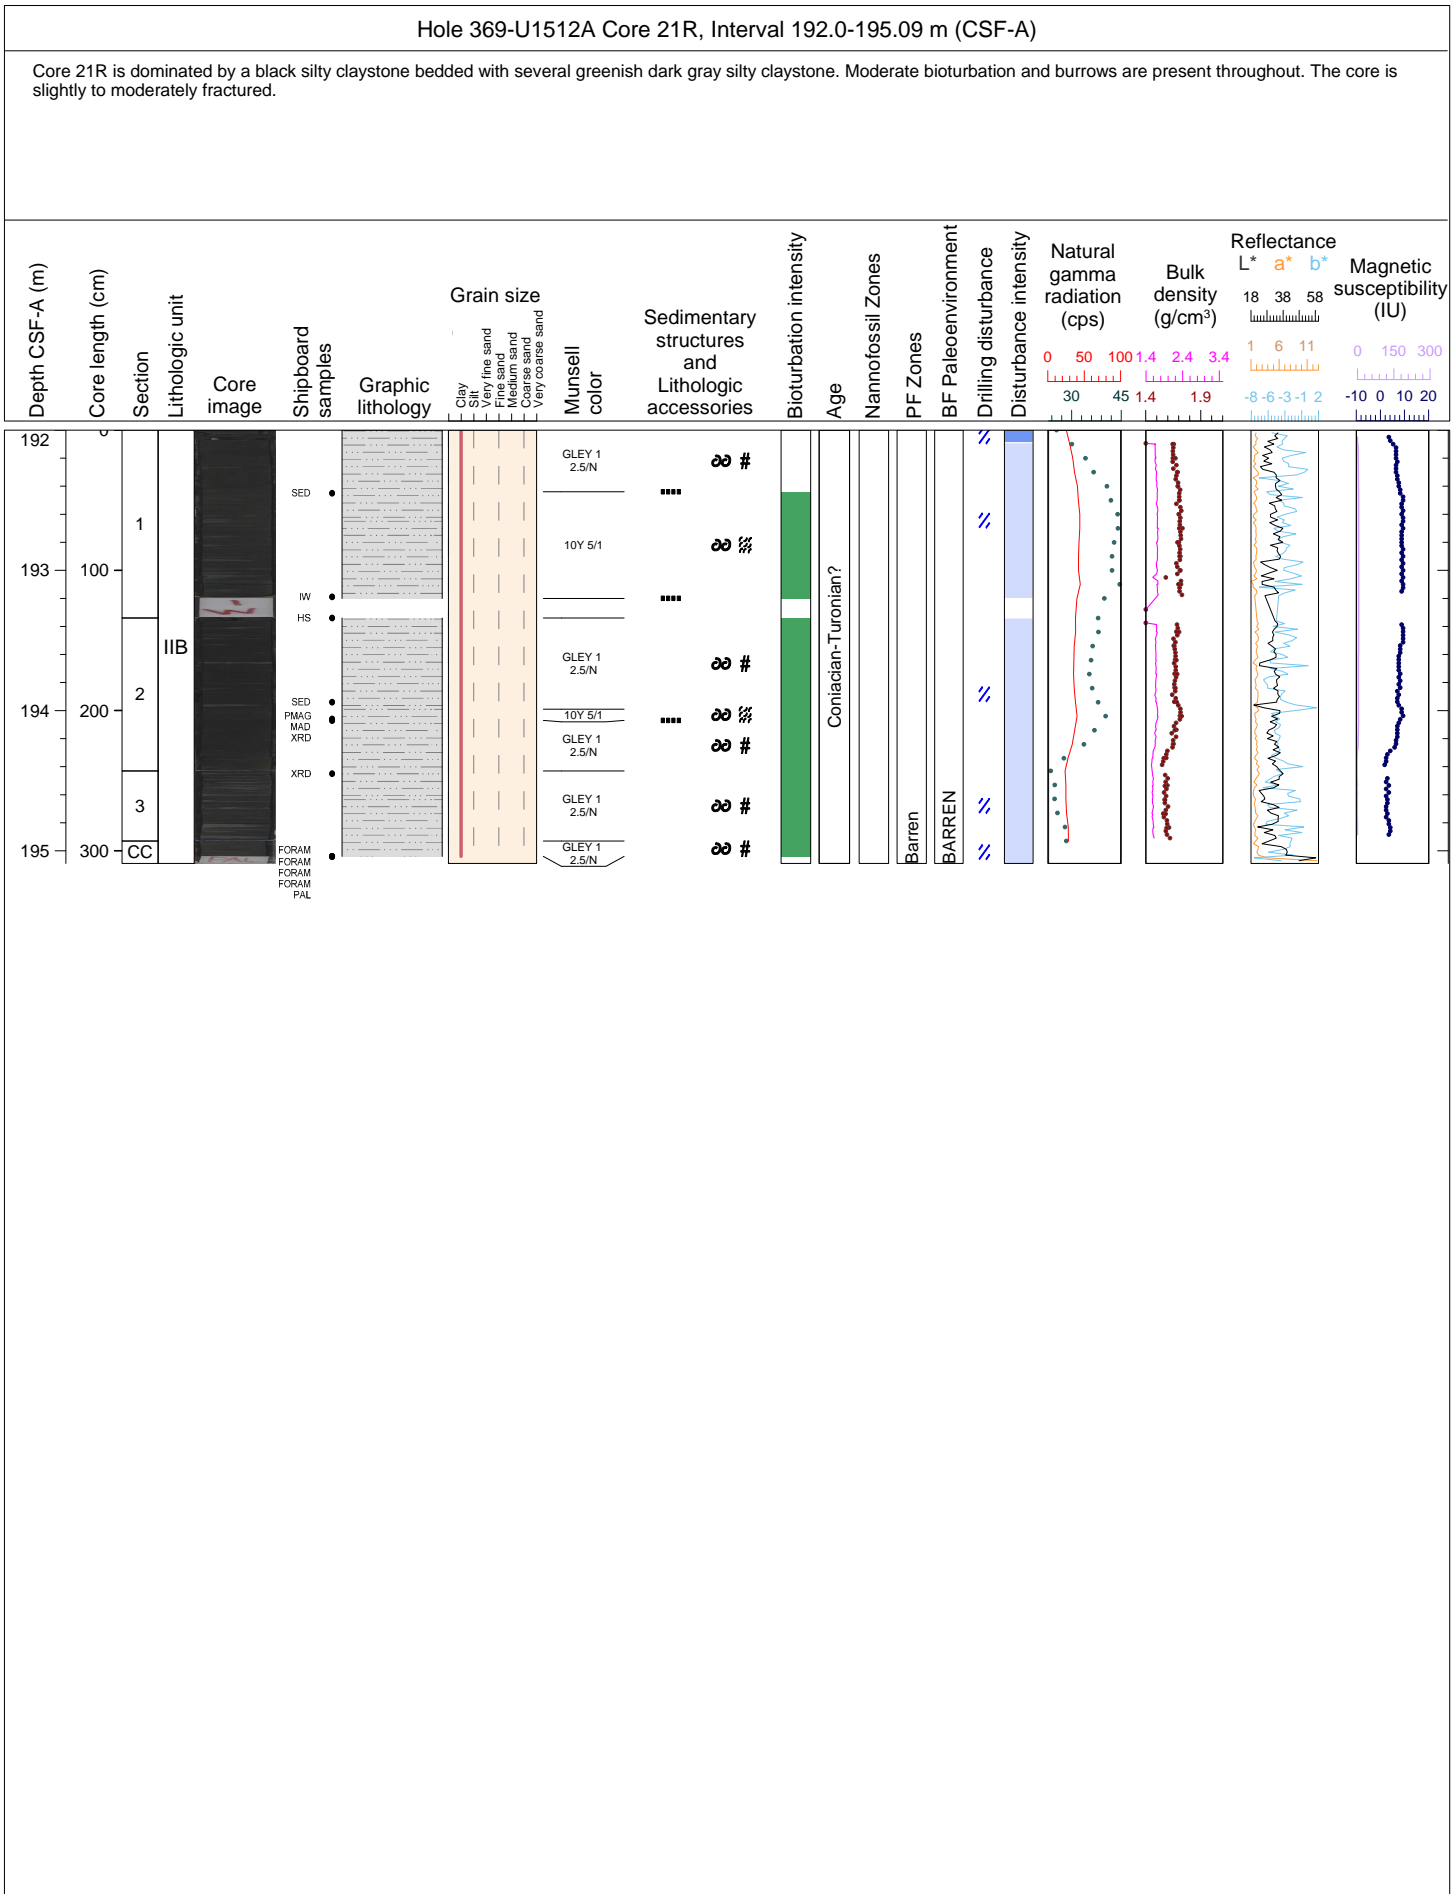 Hole 369-U1512A Core 21R, Interval 192.0-195.09 m (CSF-A)
Core 21R is dominated by a black silty claystone bedded with several greenish dark gray silty claystone. Moderate bioturbation and burrows are present throughout. The core is
slightly to moderately fractured.
Depth CSF-A (m)
Core length (cm)
Section
Lithologic unit
Core
image
Shipboard
samples
Graphic
lithology
Grain size
Clay
Silt
Very fine sand
Fine sand
Medium sand
Coarse sand
Very coarse sand
Munsell
color
Sedimentary
structures
and
Lithologic
accessories
Bioturbation intensity
Age
Nannofossil Zones
PF Zones
BF Paleoenvironment
Drilling disturbance
Disturbance intensity
Natural
gamma
radiation
(cps)
0 50 100
30 45
Bulk
density
(g/cm³)
1.4 2.4 3.4
1.4 1.9
Reflectance
L* a* b*
18 38 58
1 6 11
-8 -6 -3 -1 2
Magnetic
susceptibility
(IU)
0 150 300
-10 0 10 20
192
193
194
195
0
100
200
300
1
2
3
CC
IIB
SED
IW
HS
SED
PMAG
MAD
XRD
XRD
FORAM
FORAM
FORAM
FORAM
PAL
GLEY 1
2.5/N
10Y 5/1
GLEY 1
2.5/N
10Y 5/1
GLEY 1
2.5/N
GLEY 1
2.5/N
GLEY 1
2.5/N
Coniacian-Turonian?
Barren
BARREN